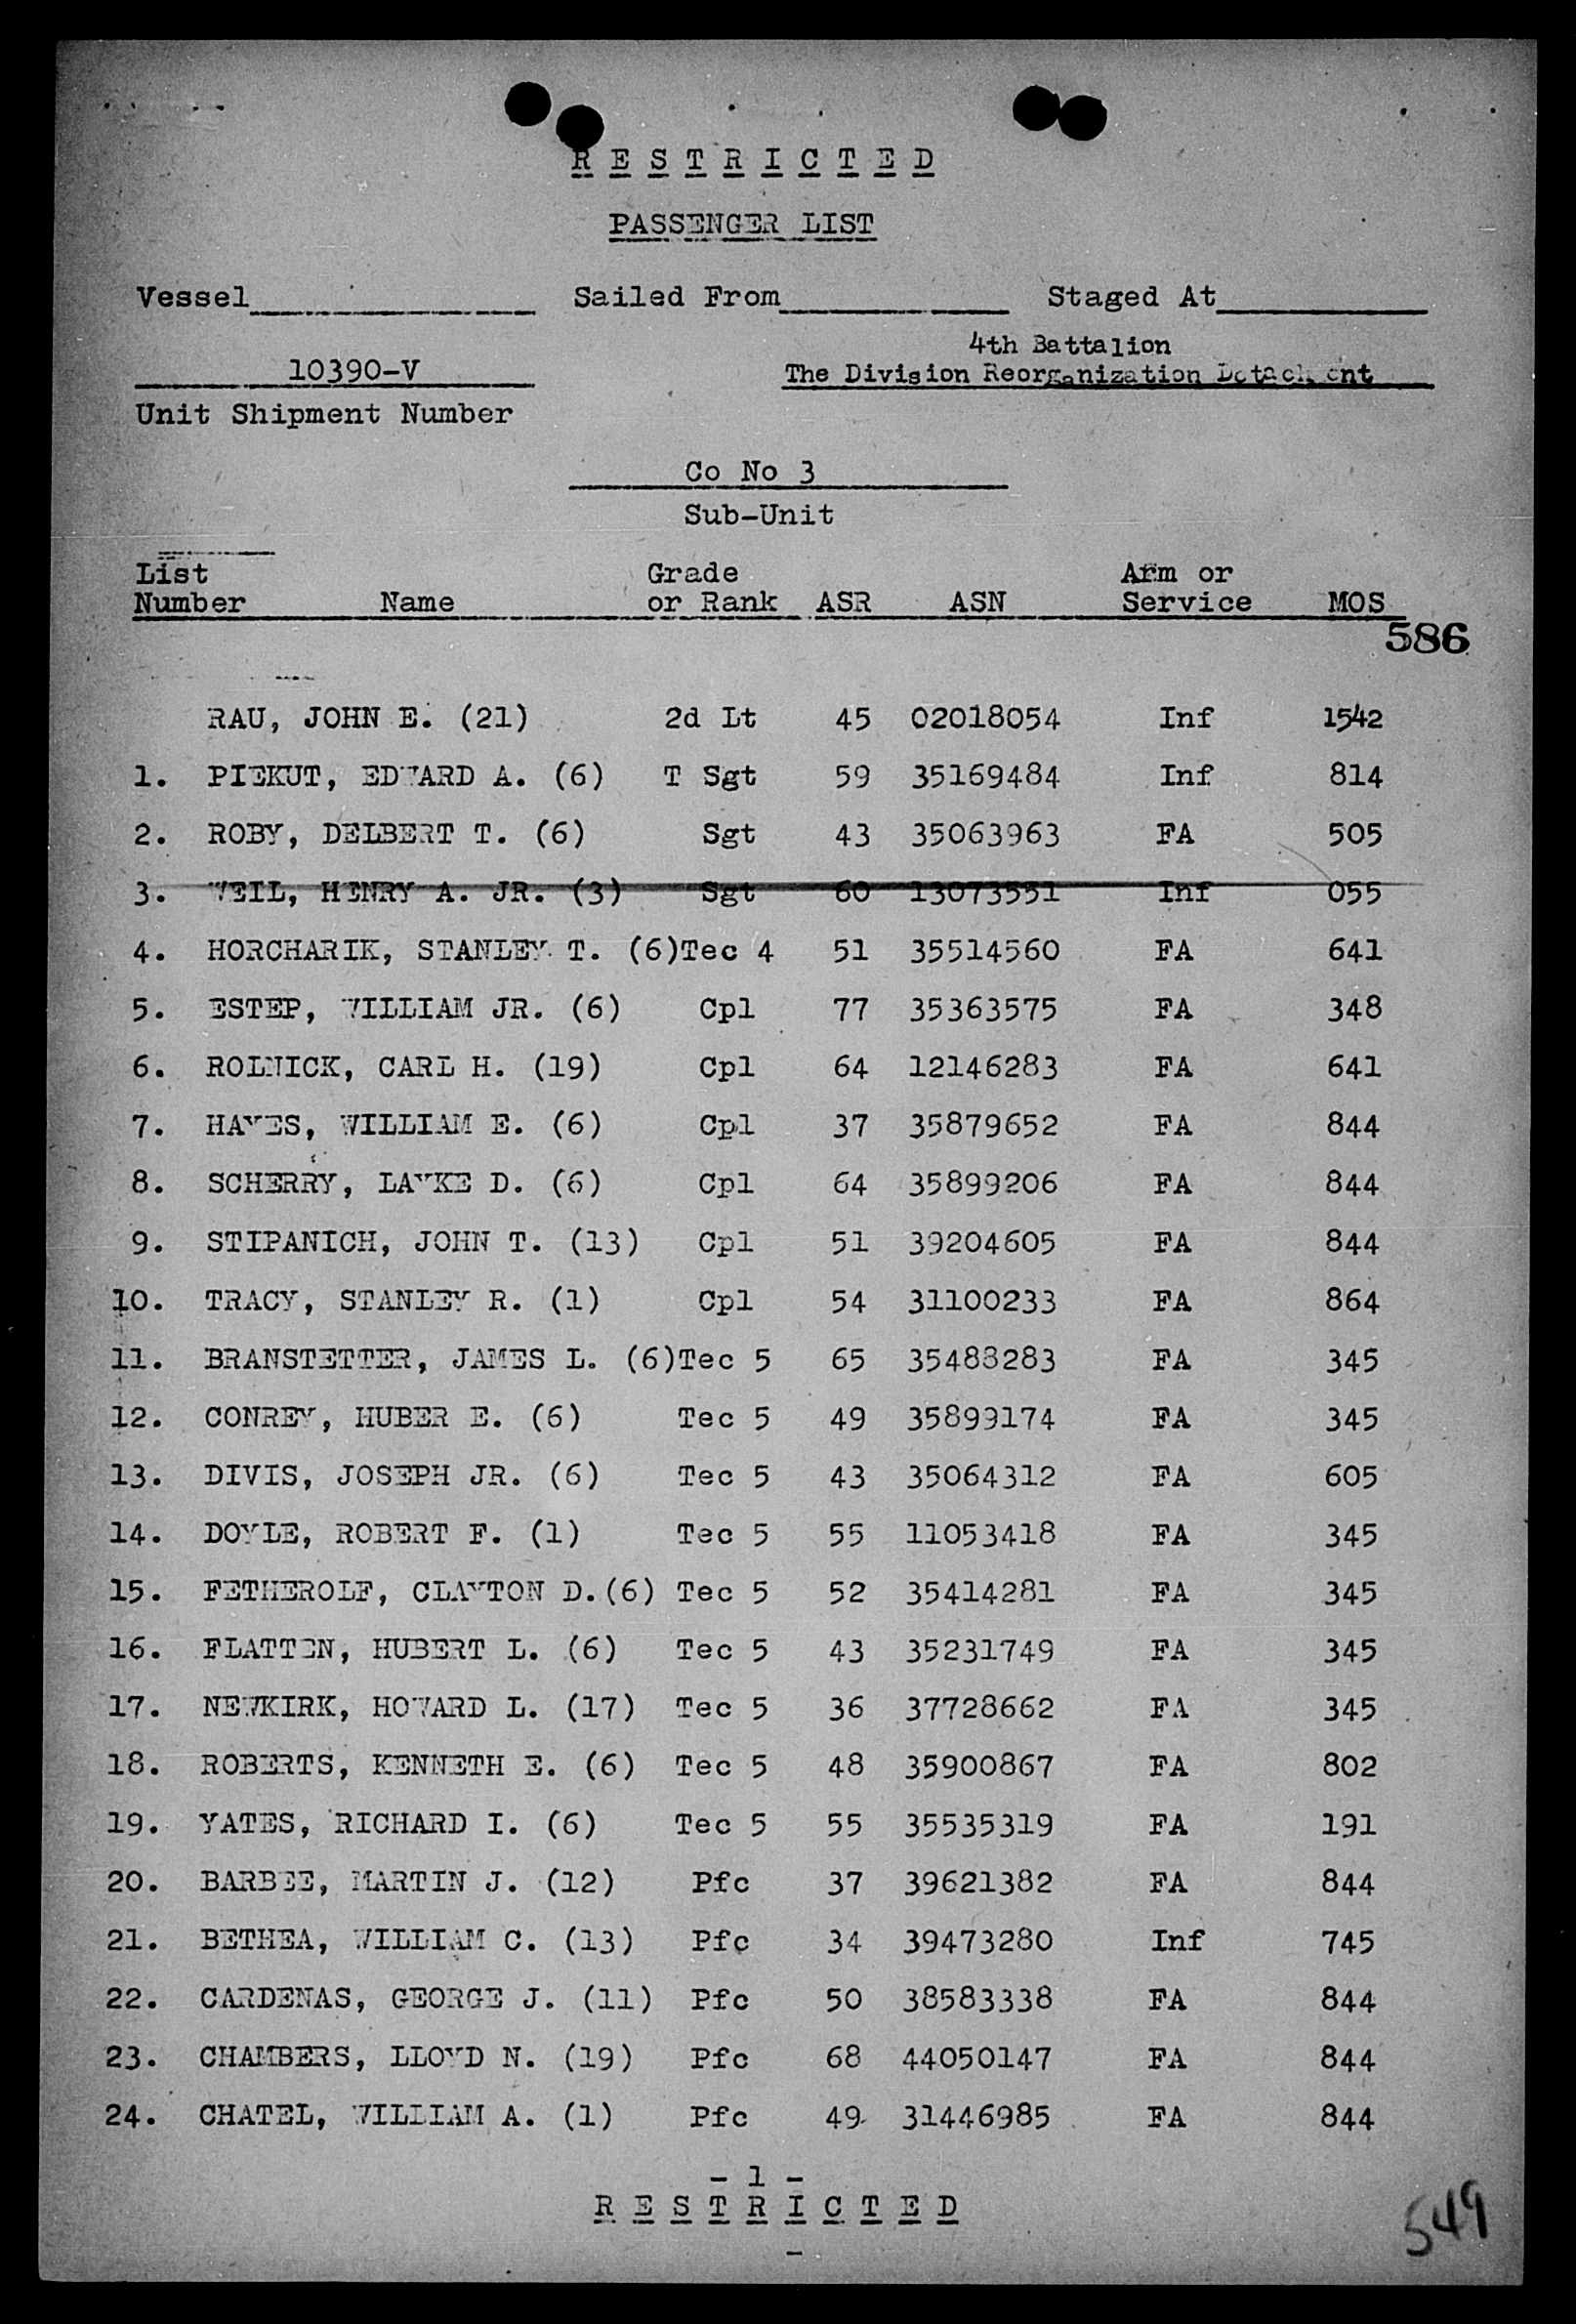 R E S T R I C T E D
PASSENGER LIST
Vessel Sailed From Staged At
4th Battalion
10390-V The Division Reorganization Detachment
Unit Shipment Number
Co No 3
Sub-Unit
List Grade Arm or
Number Name or Rank ASR ASN Service MOS
586
RAU, JOHN E. (21) 2d Lt 45 02018054 Inf 1542
1. PIEKUT, EDWARD A. (6) T Sgt 59 35169484 Inf 814
2. ROBY, DELBERT T. (6) Sgt 43 35063963 FA 505
3. WEIL, HENRY A. JR. (3) Sgt 60 13073551 Inf 055
4. HORCHARIK, STANLEY T. (6)Tec 4 51 35514560 FA 641
5. ESTEP, WILLIAM JR. (6) Cpl 77 35363575 FA 348
6. ROLNICK, CARL H. (19) Cpl 64 12146283 FA 641
7. HAYES, WILLIAM E. (6) Cpl 37 35879652 FA 844
8. SCHERRY, LAYKE D. (6) Cpl 64 35899206 FA 844
9. STIPANICH, JOHN T. (13) Cpl 51 39204605 FA 844
10. TRACY, STANLEY R. (1) Cpl 54 31100233 FA 864
11. BRANSTETTER, JAMES L. (6)Tec 5 65 35488283 FA 345
12. CONREY, HUBER E. (6) Tec 5 49 35899174 FA 345
13. DIVIS, JOSEPH JR. (6) Tec 5 43 35064312 FA 605
14. DOYLE, ROBERT F. (1) Tec 5 55 11053418 FA 345
15. FETHEROLF, CLAYTON D.(6) Tec 5 52 35414281 FA 345
16. FLATTEN, HUBERT L. (6) Tec 5 43 35231749 FA 345
17. NEWKIRK, HOWARD L. (17) Tec 5 36 37728662 FA 345
18. ROBERTS, KENNETH E. (6) Tec 5 48 35900867 FA 802
19. YATES, RICHARD I. (6) Tec 5 55 35535319 FA 191
20. BARBEE, MARTIN J. (12) Pfc 37 39621382 FA 844
21. BETHEA, WILLIAM C. (13) Pfc 34 39473280 Inf 745
22. CARDENAS, GEORGE J. (11) Pfc 50 38583338 FA 844
23. CHAMBERS, LLOYD N. (19) Pfc 68 44050147 FA 844
24. CHATEL, WILLIAM A. (1) Pfc 49 31446985 FA 844
- 1 -
R E S T R I C T E D
549